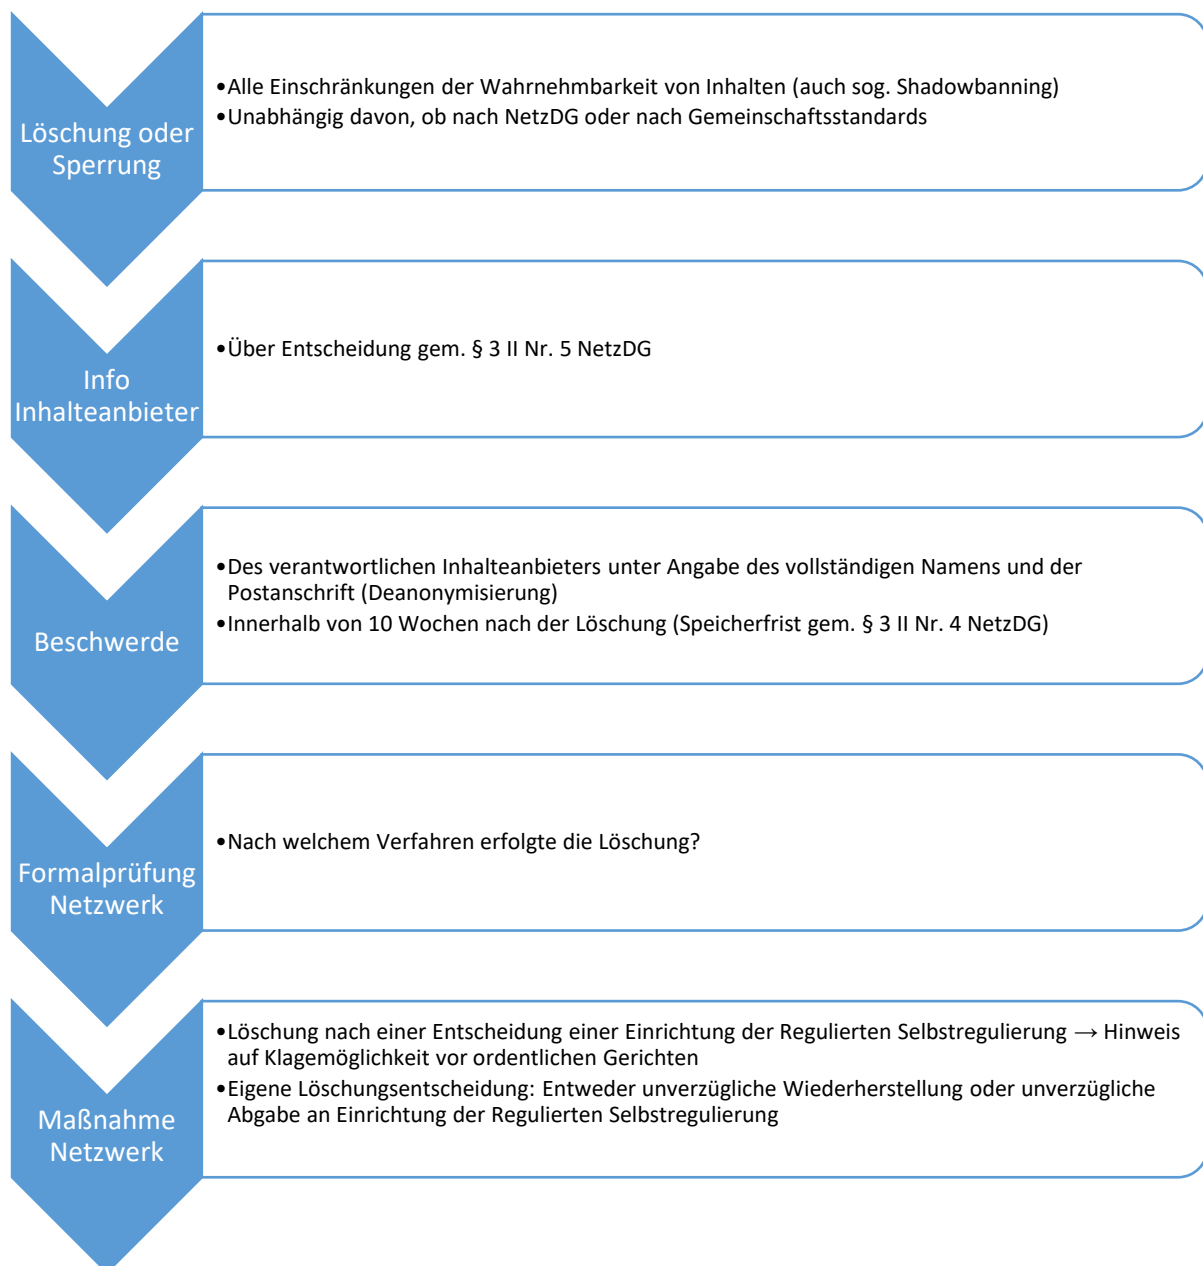 Löschung oder
Sperrung
•Alle Einschränkungen der Wahrnehmbarkeit von Inhalten (auch sog. Shadowbanning)
•Unabhängig davon, ob nach NetzDG oder nach Gemeinschaftsstandards
Info
Inhalteanbieter
•Über Entscheidung gem. § 3 II Nr. 5 NetzDG
Beschwerde
•Des verantwortlichen Inhalteanbieters unter Angabe des vollständigen Namens und der
Postanschrift (Deanonymisierung)
•Innerhalb von 10 Wochen nach der Löschung (Speicherfrist gem. § 3 II Nr. 4 NetzDG)
Formalprüfung
Netzwerk
•Nach welchem Verfahren erfolgte die Löschung?
Maßnahme
Netzwerk
•Löschung nach einer Entscheidung einer Einrichtung der Regulierten Selbstregulierung → Hinweis
auf Klagemöglichkeit vor ordentlichen Gerichten
•Eigene Löschungsentscheidung: Entweder unverzügliche Wiederherstellung oder unverzügliche
Abgabe an Einrichtung der Regulierten Selbstregulierung